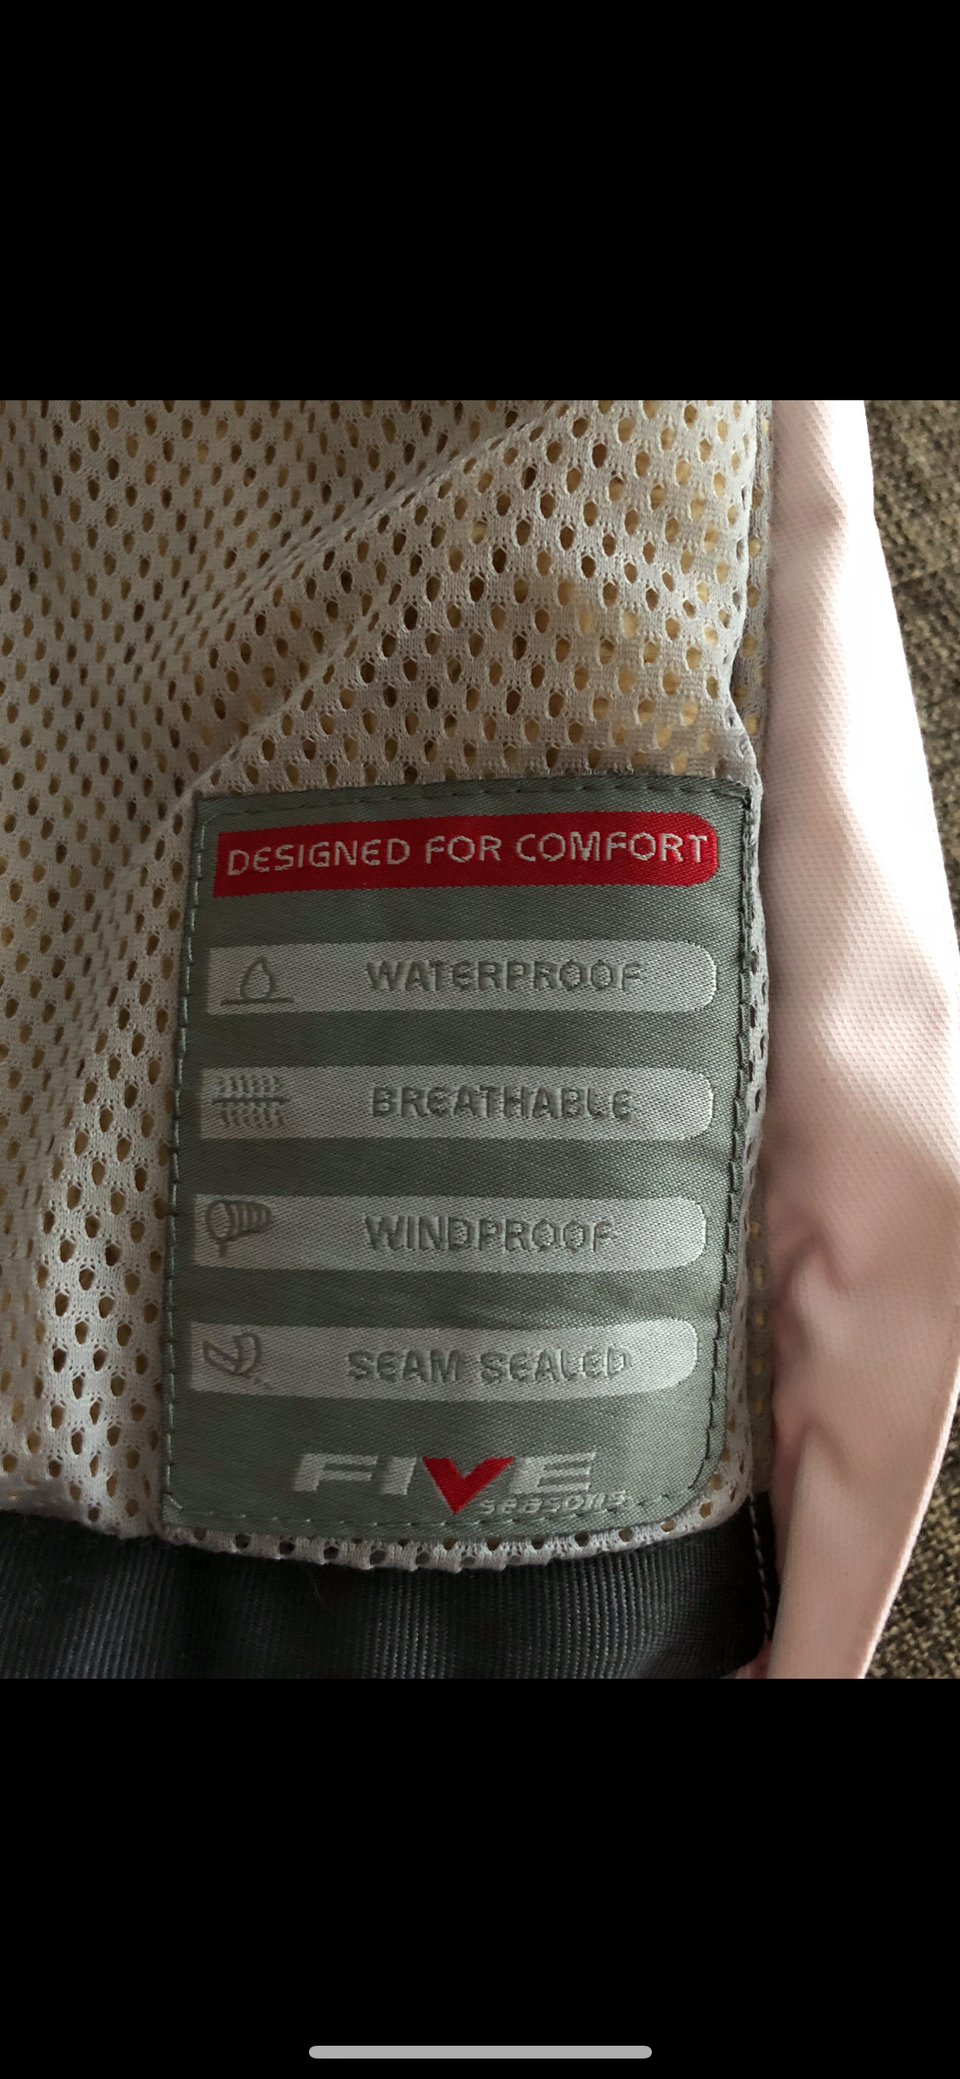 DESIGNED FOR COMFORT
WATERPROOF
BREATHABLE
WINDPROOF
SEAM SEALED
FIVE
seasons